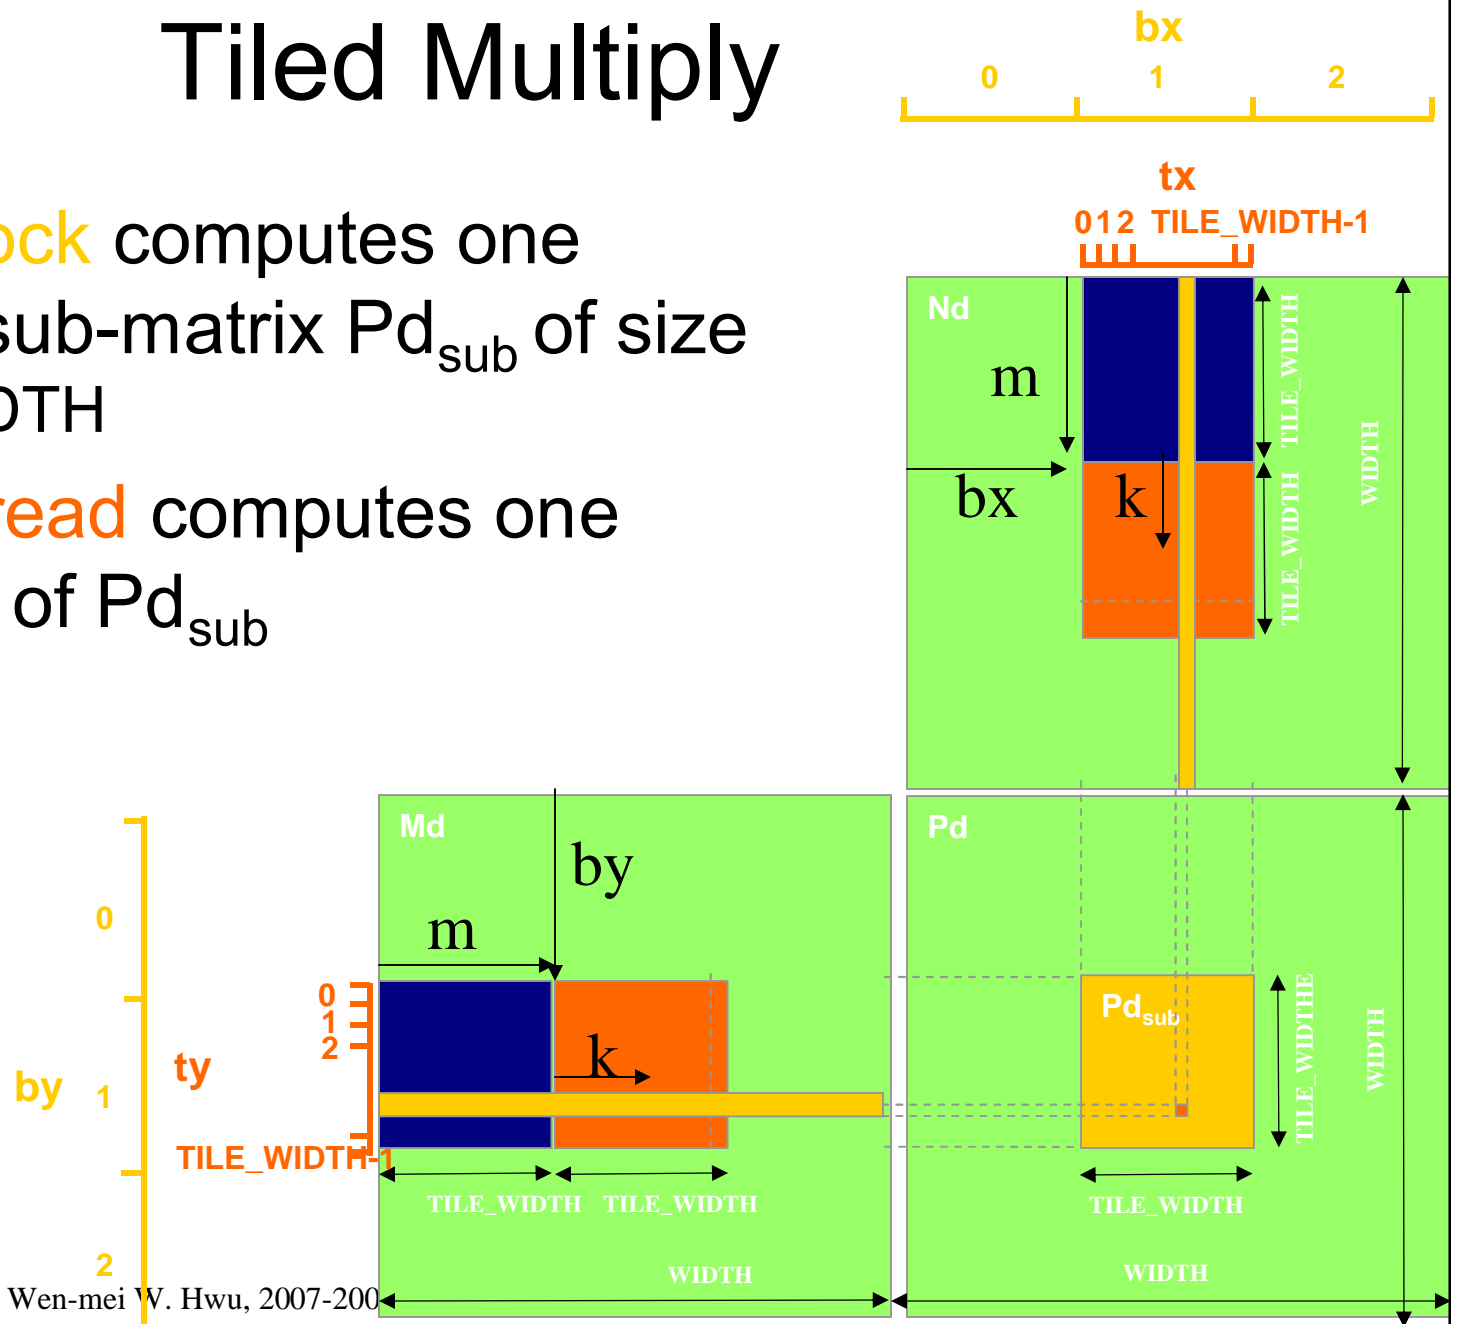 Tiled Multiply
bx
0 1 2
tx
0 1 2 TILE_WIDTH-1
ock computes one
sub-matrix Pdsub of size
DTH
read computes one
of Pdsub
Nd
m
bx
k
TILE_WIDTH
TILE_WIDTH
WIDTH
Md
by
m
k
Pd
Pdsub
TILE_WIDTHE
WIDTH
TILE_WIDTH
WIDTH
by
0
1
2
ty
0
1
2
TILE_WIDTH-1
TILE_WIDTH TILE_WIDTH
WIDTH
Wen-mei W. Hwu, 2007-200